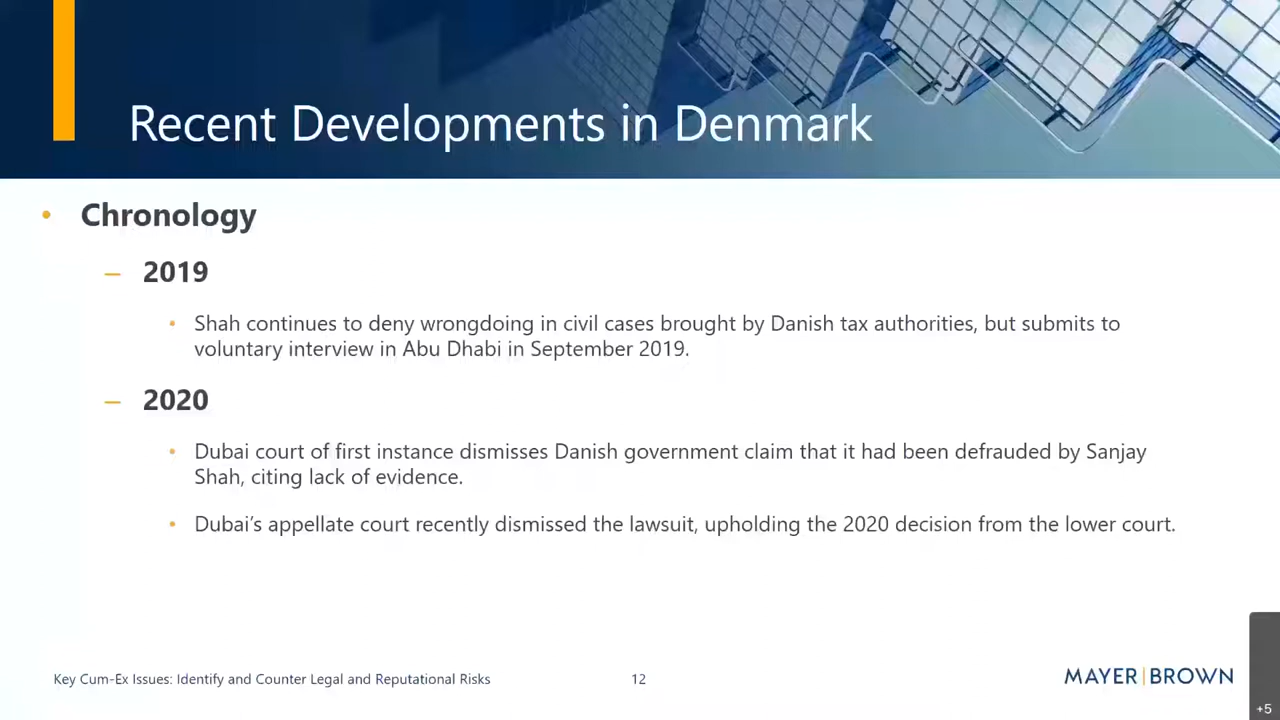 Recent Developments in Denmark
• Chronology
– 2019
• Shah continues to deny wrongdoing in civil cases brought by Danish tax authorities, but submits to
voluntary interview in Abu Dhabi in September 2019.
– 2020
• Dubai court of first instance dismisses Danish government claim that it had been defrauded by Sanjay
Shah, citing lack of evidence.
• Dubai’s appellate court recently dismissed the lawsuit, upholding the 2020 decision from the lower court.
Key Cum-Ex Issues: Identify and Counter Legal and Reputational Risks
12
MAYER|BROWN
+5